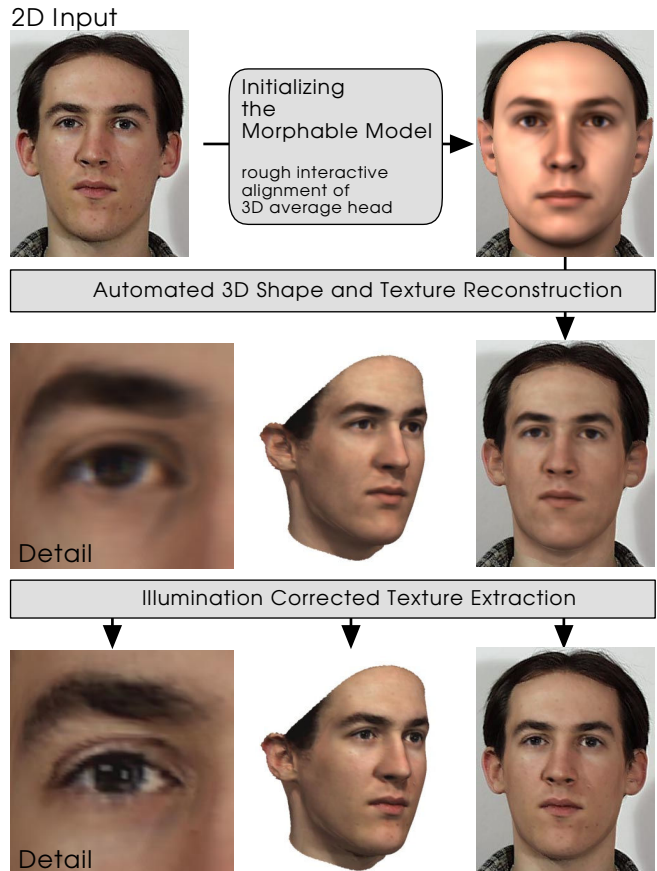 2D Input
Initializing
the
Morphable Model
rough interactive
alignment of
3D average head
Automated 3D Shape and Texture Reconstruction
Detail
Illumination Corrected Texture Extraction
Detail